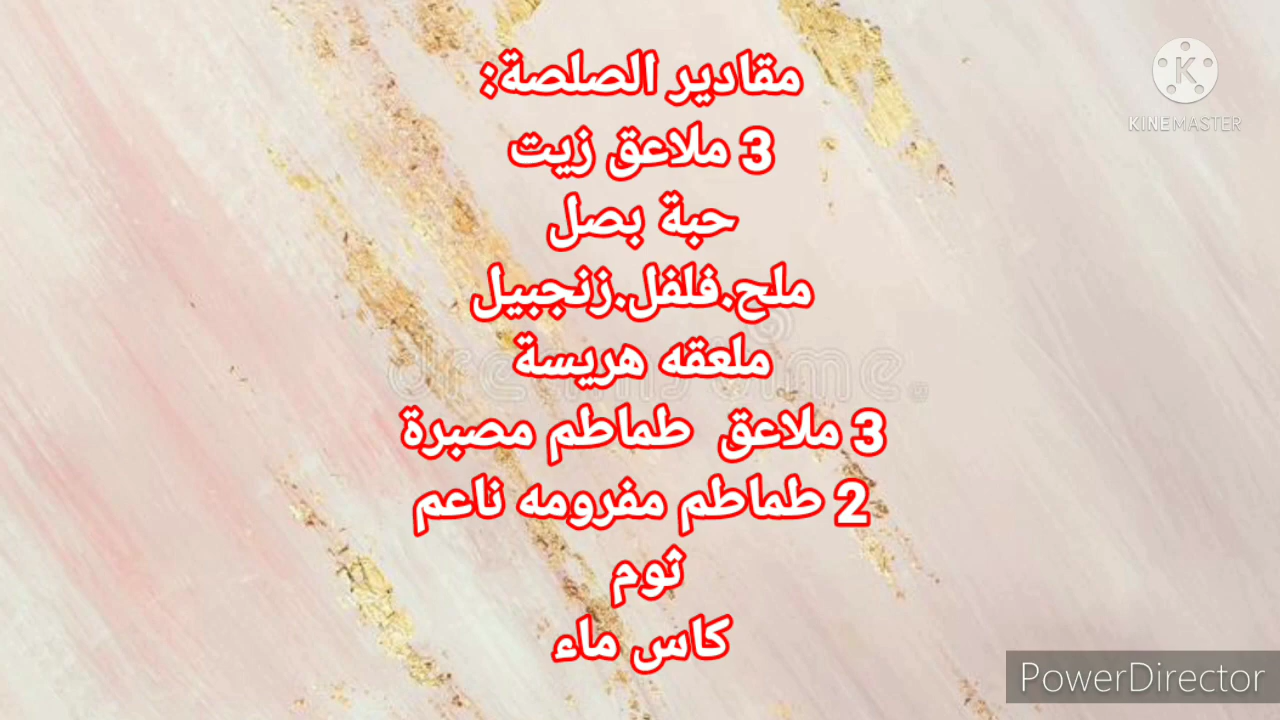 مقادير الصلصة:
3 ملاعق زيت
حبة بصل
ملح.فلفل.زنجبيل
ملعقه هريسة
3 ملاعق طماطم مصبرة
2 طماطم مفرومه ناعم
ثوم
كاس ماء
K
KINEMASTER
dreamstime.
PowerDirector